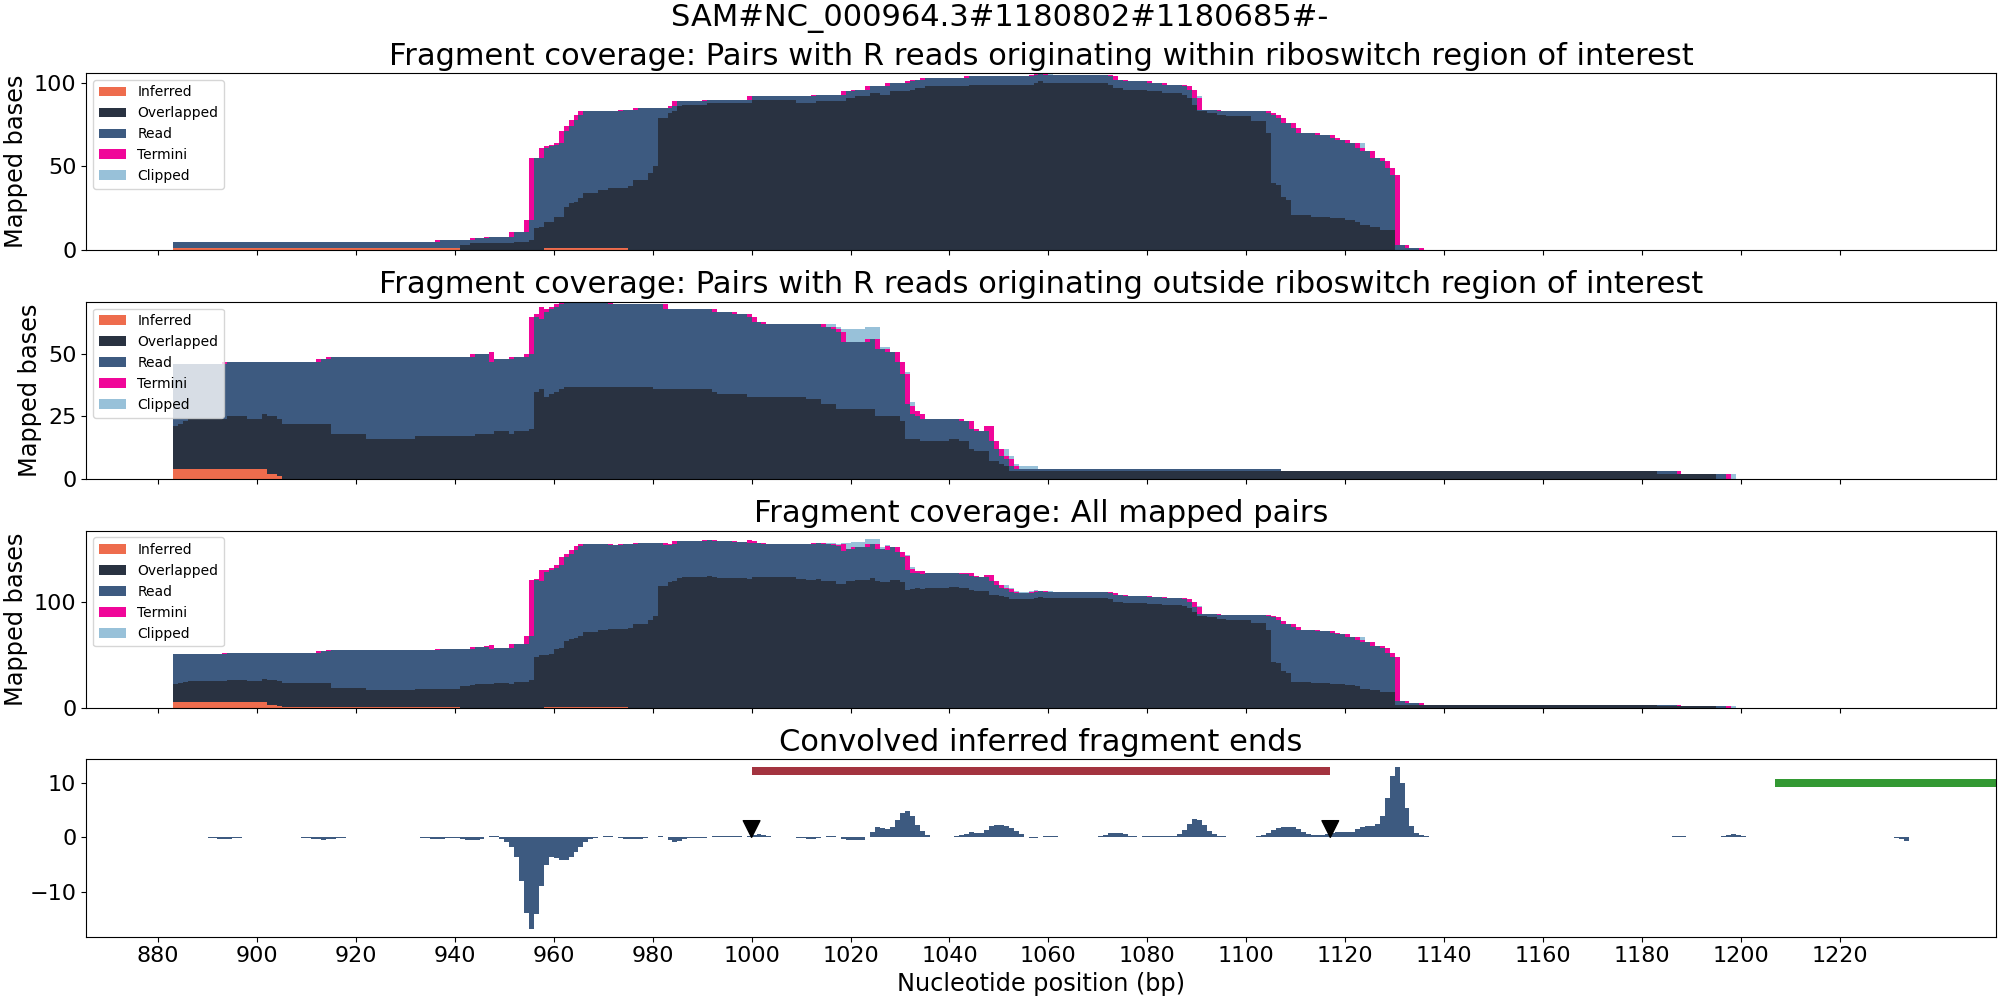 SAM#NC_000964.3#1180802#1180685#-
Fragment coverage: Pairs with R reads originating within riboswitch region of interest
Mapped bases
100
50
0
Inferred
Overlapped
Read
Termini
Clipped
Fragment coverage: Pairs with R reads originating outside riboswitch region of interest
Mapped bases
50
25
0
Inferred
Overlapped
Read
Termini
Clipped
Fragment coverage: All mapped pairs
Mapped bases
100
0
Inferred
Overlapped
Read
Termini
Clipped
Convolved inferred fragment ends
10
0
−10
880 900 920 940 960 980 1000 1020 1040 1060 1080 1100 1120 1140 1160 1180 1200 1220
Nucleotide position (bp)